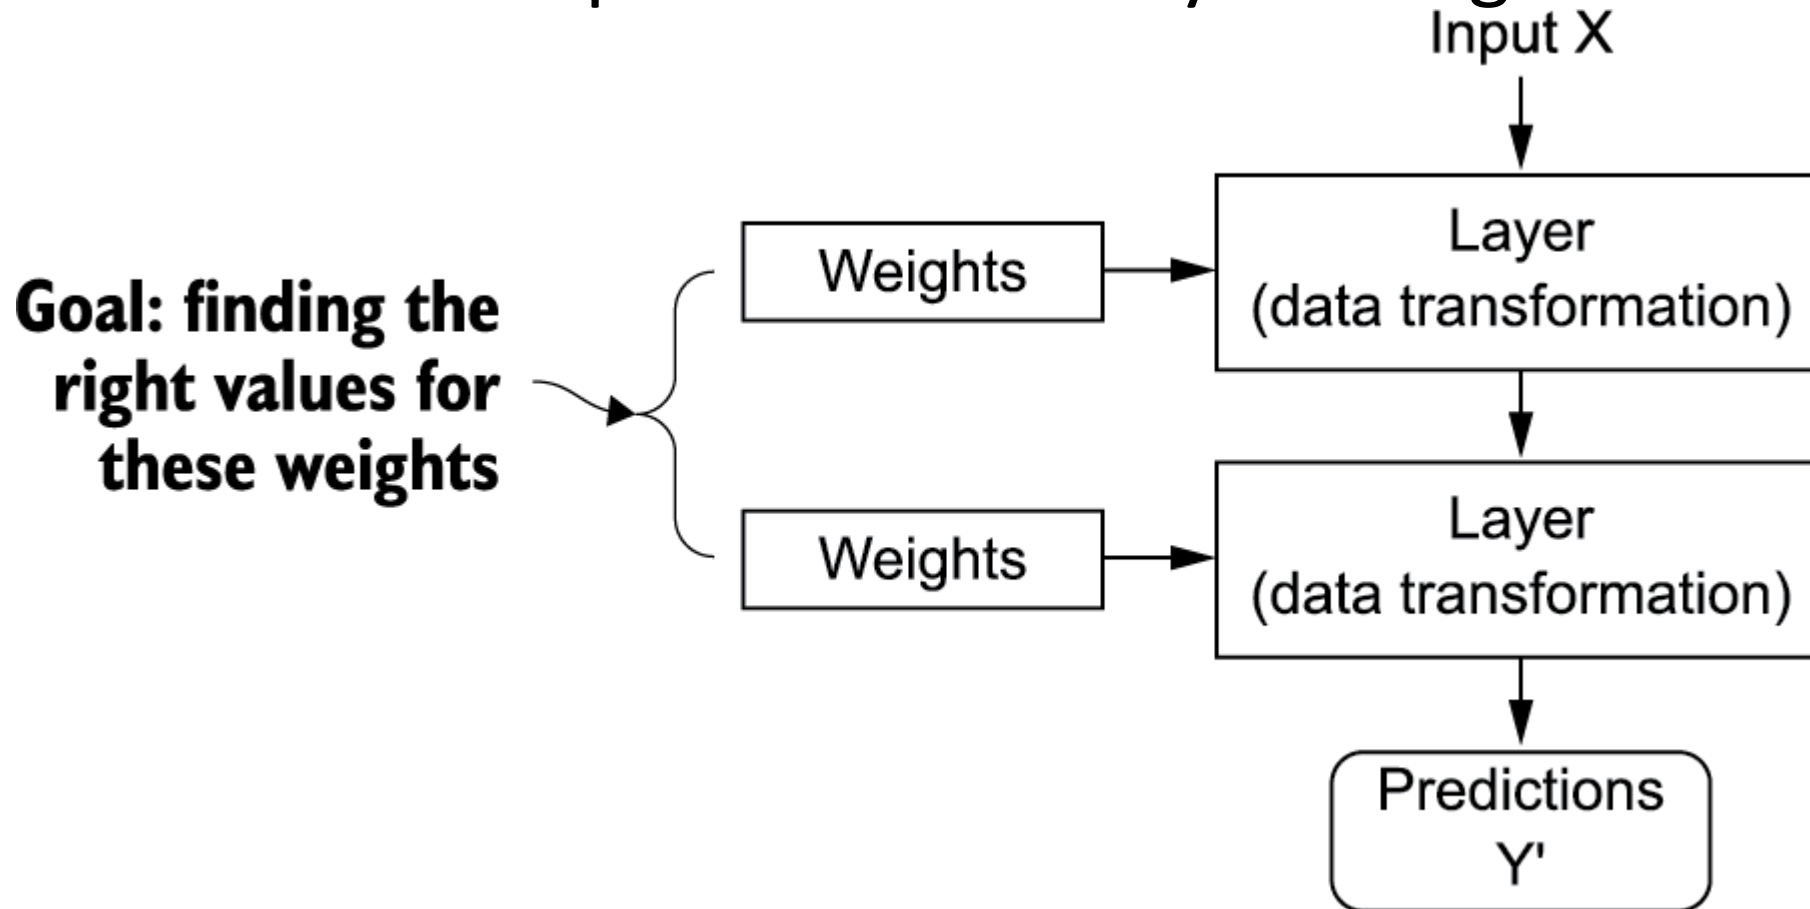 Input X
Layer
(data transformation)
Weights
Goal: finding the
right values for
these weights
Layer
(data transformation)
Weights
Predictions
Y'